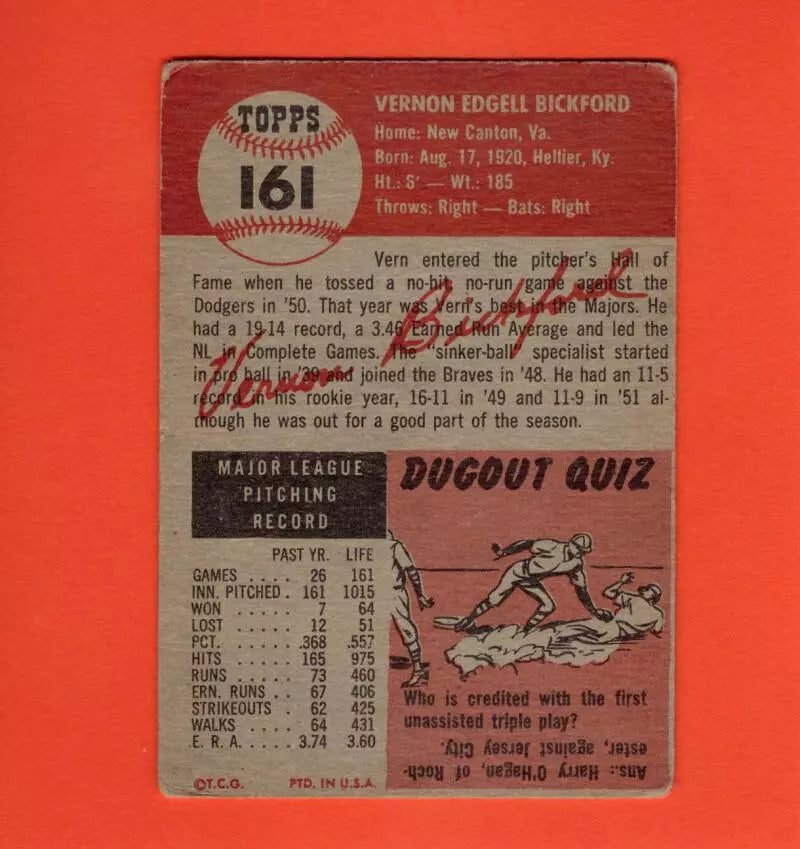 TOPPS
161
VERNON EDGELL BICKFORD
Home: New Canton, Va.
Born: Aug. 17, 1920, Hellier, Ky.
Ht.: 6' — Wt.: 185
Throws: Right — Bats: Right
Vern entered the pitcher's Hall of
Fame when he tossed a no-hit, no-run game against the
Dodgers in '50. That year was Vern's best in the Majors. He
had a 19-14 record, a 3.46 Earned Run Average and led the
NL in Complete Games. The "sinker-ball" specialist started
in pro ball in '39 and joined the Braves in '48. He had an 11-5
record in his rookie year, 16-11 in '49 and 11-9 in '51 al-
though he was out for a good part of the season.
Vernon Bickford
MAJOR LEAGUE
PITCHING
RECORD
PAST YR. LIFE
GAMES . . . . 26 161
INN. PITCHED . 161 1015
WON . . . . . 7 64
LOST . . . . . 12 51
PCT. . . . . . .368 .557
HITS . . . . . 165 975
RUNS . . . . . 73 460
ERN. RUNS . . 67 406
STRIKEOUTS . 62 425
WALKS . . . . 64 431
E. R. A. . . . . 3.74 3.60
©T.C.G. PTD. IN U.S.A.
DUGOUT QUIZ
Who is credited with the first
unassisted triple play?
Ans.: Harry O'Hagan, of Roch-
ester, against Jersey City.